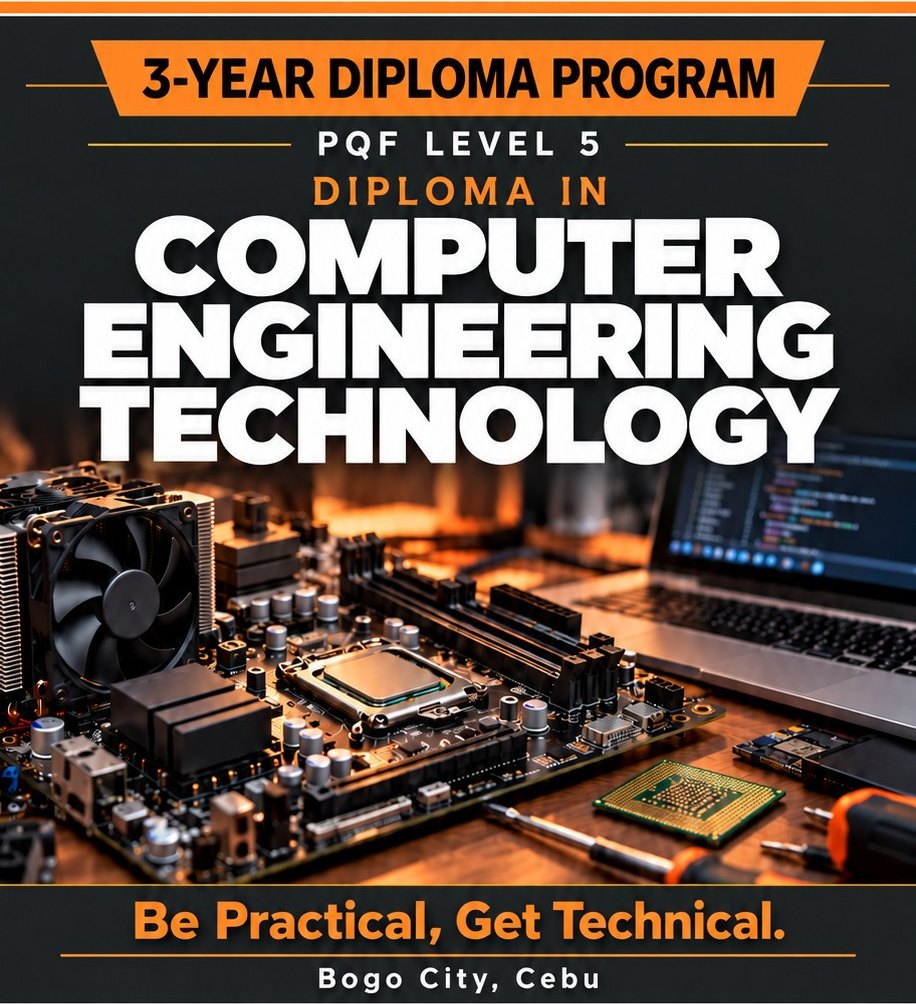 3-YEAR DIPLOMA PROGRAM
PQF LEVEL 5
DIPLOMA IN
COMPUTER
ENGINEERING
TECHNOLOGY
Be Practical, Get Technical.
Bogo City, Cebu